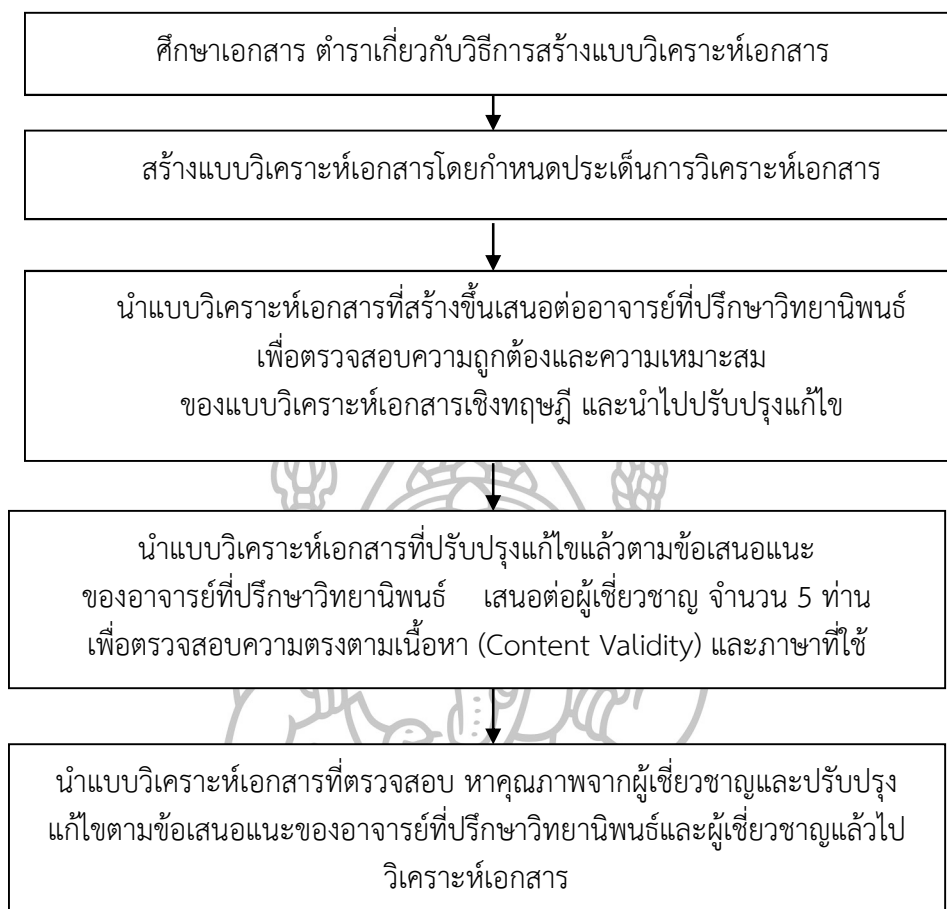 ศึกษาเอกสาร ตำราเกี่ยวกับวิธีการสร้างแบบวิเคราะห์เอกสาร
สร้างแบบวิเคราะห์เอกสารโดยกำหนดประเด็นการวิเคราะห์เอกสาร
นำแบบวิเคราะห์เอกสารที่สร้างขึ้นเสนอต่ออาจารย์ที่ปรึกษาวิทยานิพนธ์
เพื่อตรวจสอบความถูกต้องและความเหมาะสม
ของแบบวิเคราะห์เอกสารเชิงทฤษฎี และนำไปปรับปรุงแก้ไข
นำแบบวิเคราะห์เอกสารที่ปรับปรุงแก้ไขแล้วตามข้อเสนอแนะ
ของอาจารย์ที่ปรึกษาวิทยานิพนธ์ เสนอต่อผู้เชี่ยวชาญ จำนวน 5 ท่าน
เพื่อตรวจสอบความตรงตามเนื้อหา (Content Validity) และภาษาที่ใช้
นำแบบวิเคราะห์เอกสารที่ตรวจสอบ หาคุณภาพจากผู้เชี่ยวชาญและปรับปรุง
แก้ไขตามข้อเสนอแนะของอาจารย์ที่ปรึกษาวิทยานิพนธ์และผู้เชี่ยวชาญแล้วไป
วิเคราะห์เอกสาร